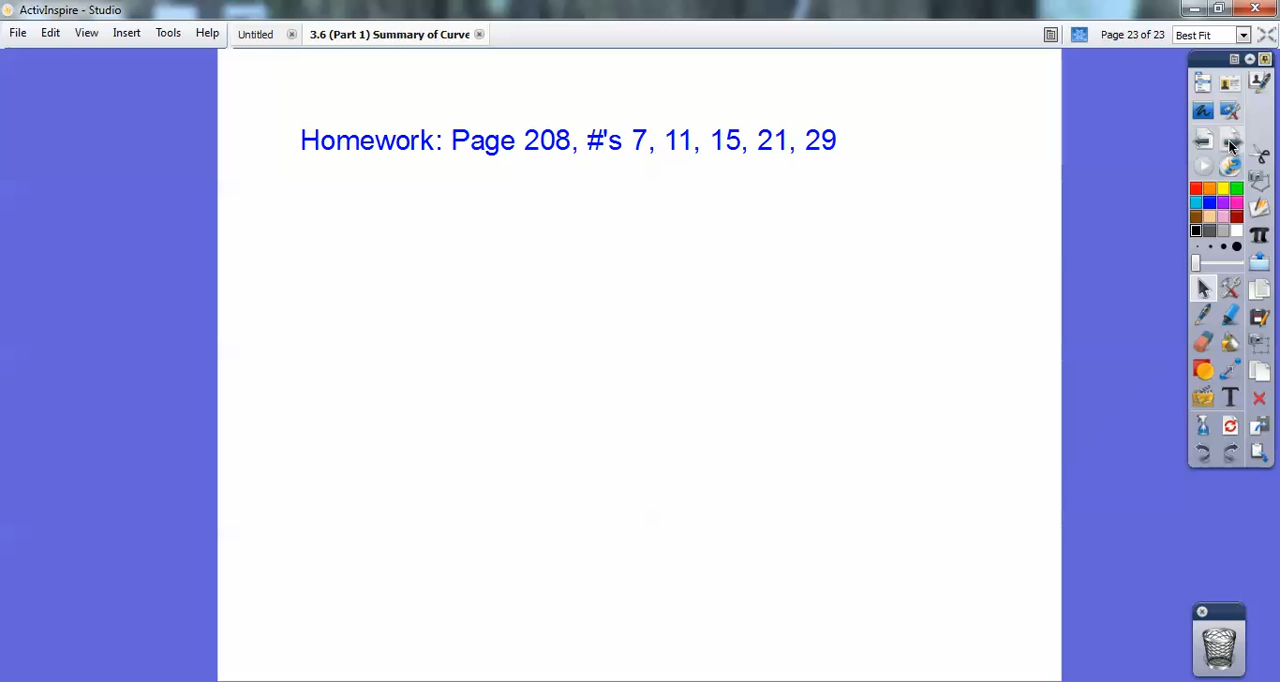 ActivInspire - Studio
File Edit View Insert Tools Help
Untitled
3.6 (Part 1) Summary of Curve
Page 23 of 23
Best Fit
Homework: Page 208, #'s 7, 11, 15, 21, 29